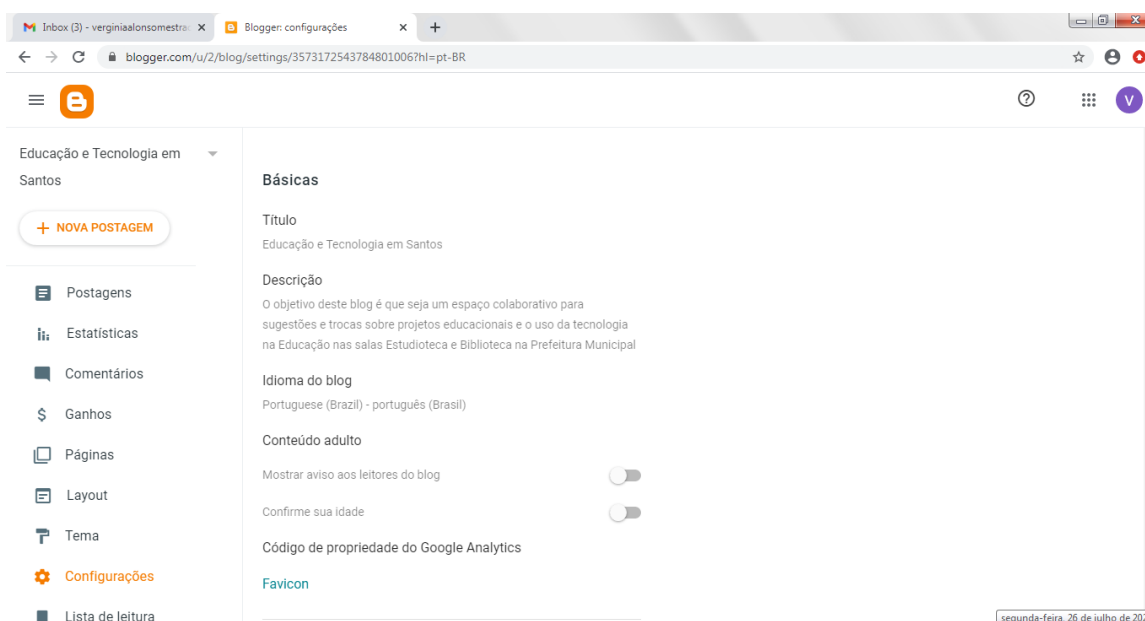 Inbox (3) - verginiaalonsomestra
Blogger: configurações
blogger.com/u/2/blog/settings/3573172543784801006?hl=pt-BR
V
Educação e Tecnologia em
Santos
NOVA POSTAGEM
Postagens
Estatísticas
Comentários
Ganhos
Páginas
Layout
Tema
Configurações
Lista de leitura
Básicas
Título
Educação e Tecnologia em Santos
Descrição
O objetivo deste blog é que seja um espaço colaborativo para
sugestões e trocas sobre projetos educacionais e o uso da tecnologia
na Educação nas salas Estudioteca e Biblioteca na Prefeitura Municipal
Idioma do blog
Portuguese (Brazil) - português (Brasil)
Conteúdo adulto
Mostrar aviso aos leitores do blog
Confirme sua idade
Código de propriedade do Google Analytics
Favicon
segunda-feira, 26 de julho de 202